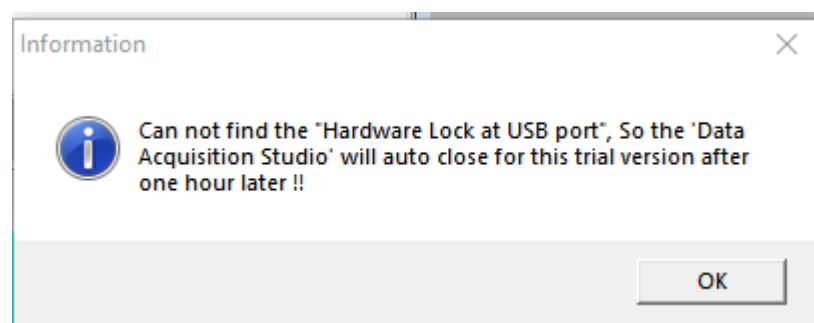 Information
Can not find the "Hardware Lock at USB port", So the 'Data
Acquisition Studio' will auto close for this trial version after
one hour later !!
OK